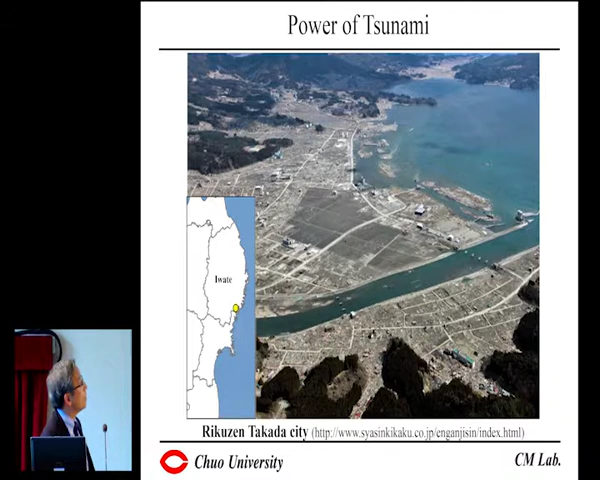 Power of Tsunami
Iwate
Rikuzen Takada city (http://www.syasinkikaku.co.jp/enganjisin/index.html)
Chuo University
CM Lab.